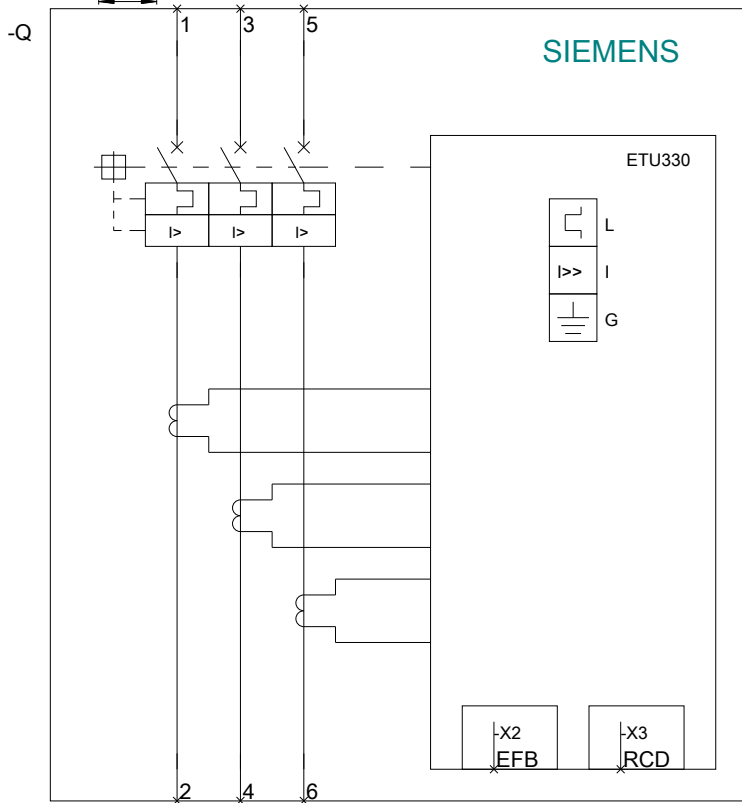 1 3 5
-Q
SIEMENS
ETU330
L
I> I> I>
I>> I
G
-X2 -X3
EFB RCD
2 4 6